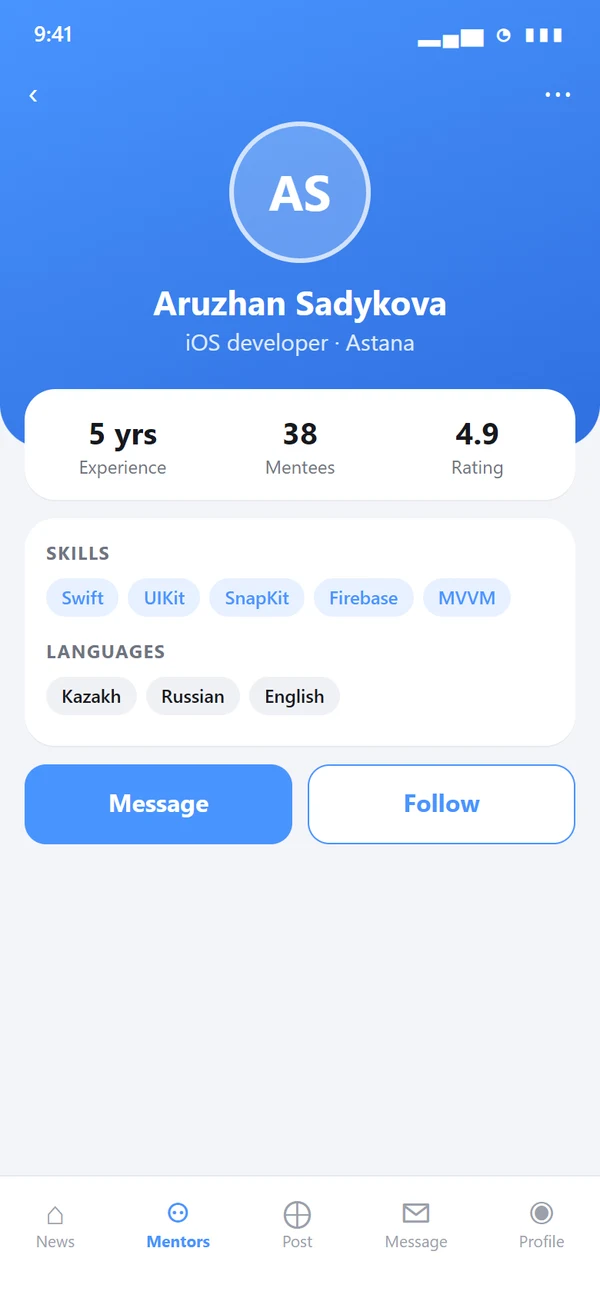 9:41
AS
Aruzhan Sadykova
iOS developer · Astana
5 yrs 38 4.9
Experience Mentees Rating
SKILLS
Swift UIKit SnapKit Firebase MVVM
LANGUAGES
Kazakh Russian English
Message Follow
News Mentors Post Message Profile